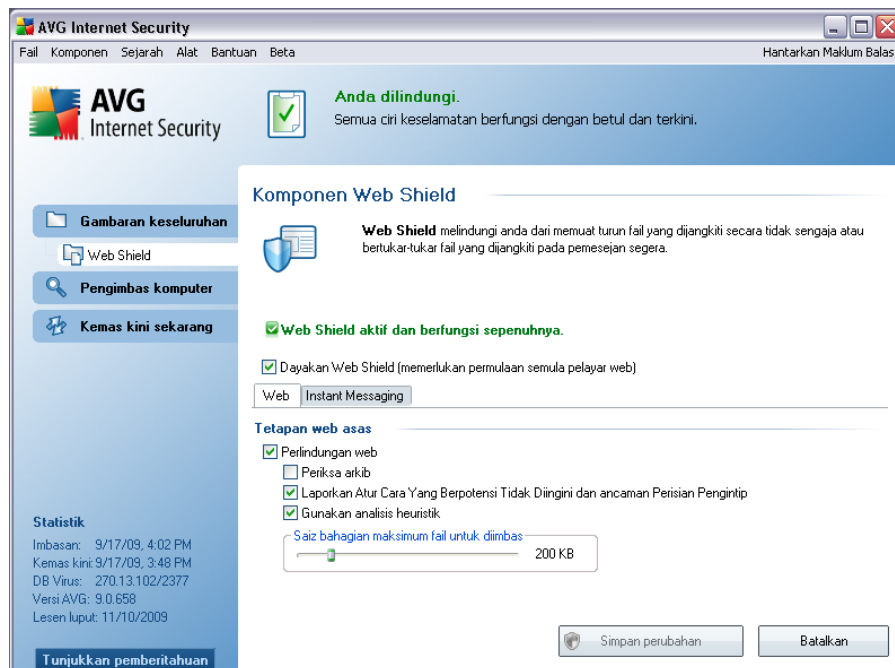 AVG Internet Security
Fail Komponen Sejarah Alat Bantuan Beta
Hantarkan Maklum Balas
AVG
Internet Security
Anda dilindungi.
Semua ciri keselamatan berfungsi dengan betul dan terkini.
Gambaran keseluruhan
Web Shield
Pengimbas komputer
Kemas kini sekarang
Komponen Web Shield
Web Shield melindungi anda dari memuat turun fail yang dijangkiti secara tidak sengaja atau
bertukar-tukar fail yang dijangkiti pada pemesejan segera.
Web Shield aktif dan berfungsi sepenuhnya.
Dayakan Web Shield (memerlukan permulaan semula pelayar web)
Web
Instant Messaging
Tetapan web asas
Perlindungan web
Periksa arkib
Laporkan Atur Cara Yang Berpotensi Tidak Diingini dan ancaman Perisian Pengintip
Gunakan analisis heuristik
Saiz bahagian maksimum fail untuk diimbas
200 KB
Statistik
Imbasan: 9/17/09, 4:02 PM
Kemas kini: 9/17/09, 3:48 PM
DB Virus: 270.13.102/2377
Versi AVG: 9.0.658
Lesen luput: 11/10/2009
Tunjukkan pemberitahuan
Simpan perubahan
Batalkan